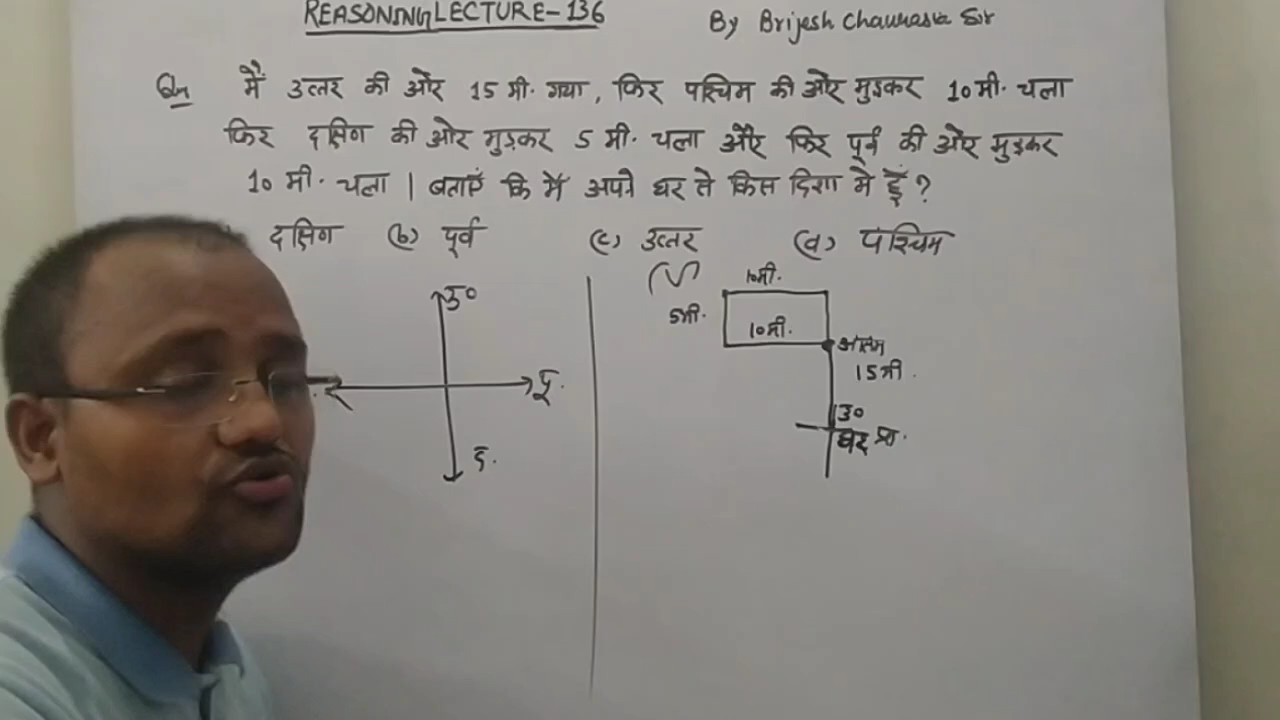 REASONING LECTURE-136
By Brijesh Chaurasia Sir
Qn मैं उत्तर की ओर 15 मी. गया, फिर पश्चिम की ओर मुड़कर 10 मी. चला
फिर दक्षिण की ओर मुड़कर 5 मी. चला और फिर पूर्व की ओर मुड़कर
10 मी. चला । बताएं कि मैं अपने घर से किस दिशा मे हूँ ?
दक्षिण (b) पूर्व (c) उत्तर (d) पश्चिम
उ०
पू.
द.
10मी.
5मी.
10मी.
15मी.
उ०
घर